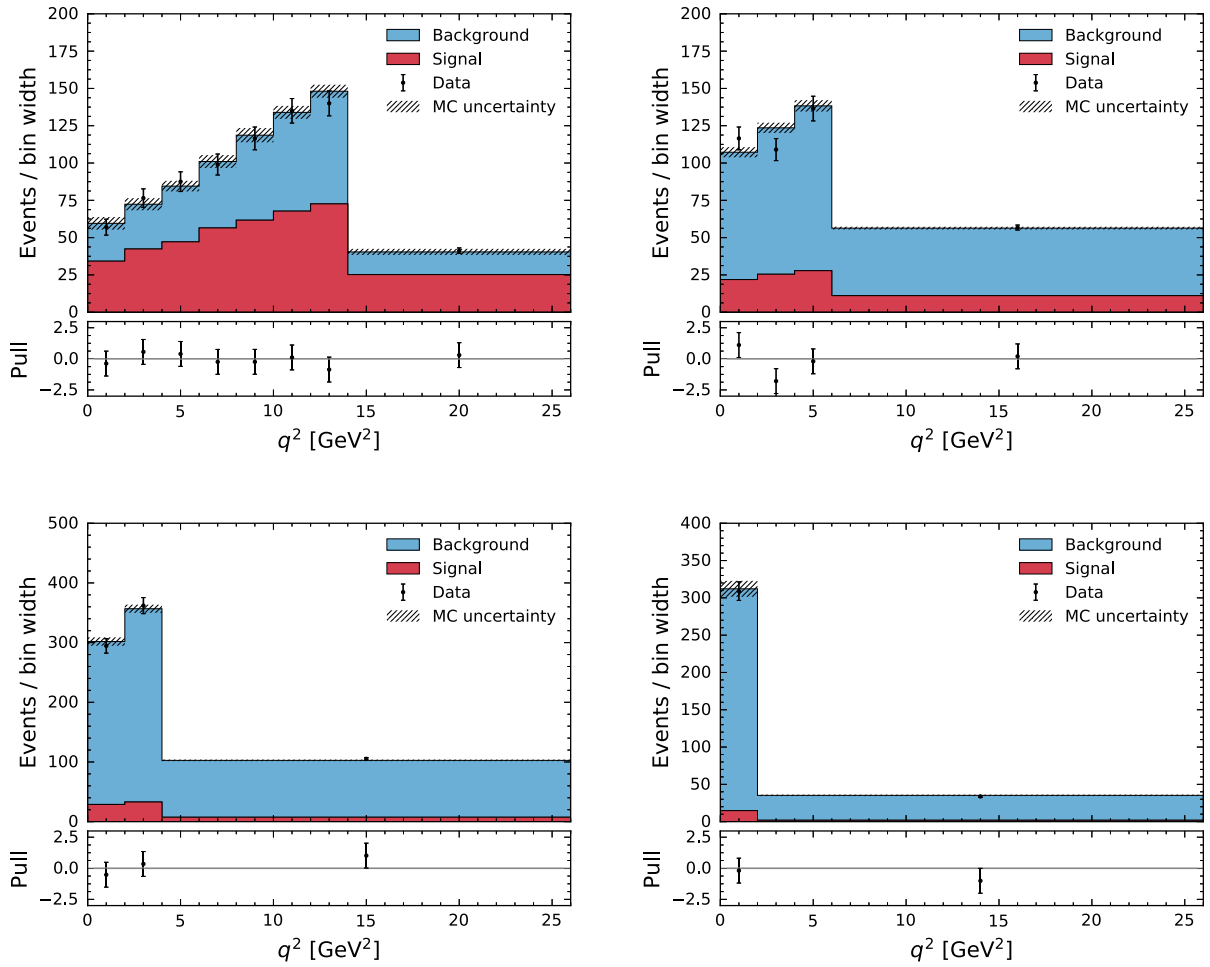 200
175
150
125
100
75
50
25
0
Events / bin width
Background
Signal
Data
MC uncertainty
2.5
0.0
−2.5
Pull
0 5 10 15 20 25
q² [GeV²]
200
175
150
125
100
75
50
25
0
Events / bin width
Background
Signal
Data
MC uncertainty
2.5
0.0
−2.5
Pull
0 5 10 15 20 25
q² [GeV²]
500
400
300
200
100
0
Events / bin width
Background
Signal
Data
MC uncertainty
2.5
0.0
−2.5
Pull
0 5 10 15 20 25
q² [GeV²]
400
350
300
250
200
150
100
50
0
Events / bin width
Background
Signal
Data
MC uncertainty
2.5
0.0
−2.5
Pull
0 5 10 15 20 25
q² [GeV²]